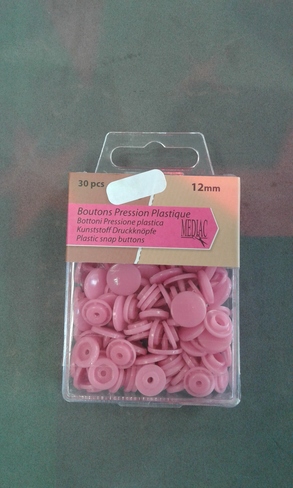 30 pcs
12mm
Boutons Pression Plastique
Bottoni Pressione plastica
Kunststoff Druckknöpfe
Plastic snap buttons
MEDIAC